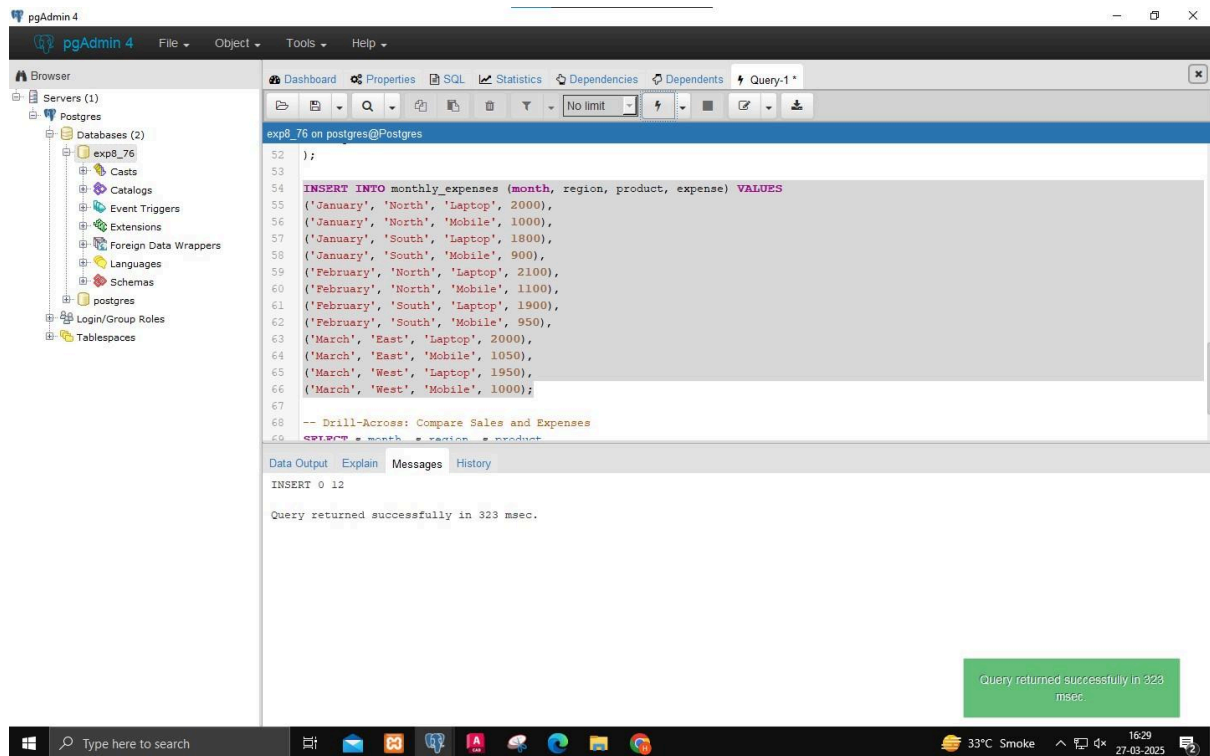 pgAdmin 4
pgAdmin 4 File Object Tools Help
Browser
Servers (1)
Postgres
Databases (2)
exp8_76
Casts
Catalogs
Event Triggers
Extensions
Foreign Data Wrappers
Languages
Schemas
postgres
Login/Group Roles
Tablespaces
Dashboard Properties SQL Statistics Dependencies Dependents Query-1 *
No limit
exp8_76 on postgres@Postgres
52 );
53
54 INSERT INTO monthly_expenses (month, region, product, expense) VALUES
55 ('January', 'North', 'Laptop', 2000),
56 ('January', 'North', 'Mobile', 1000),
57 ('January', 'South', 'Laptop', 1800),
58 ('January', 'South', 'Mobile', 900),
59 ('February', 'North', 'Laptop', 2100),
60 ('February', 'North', 'Mobile', 1100),
61 ('February', 'South', 'Laptop', 1900),
62 ('February', 'South', 'Mobile', 950),
63 ('March', 'East', 'Laptop', 2000),
64 ('March', 'East', 'Mobile', 1050),
65 ('March', 'West', 'Laptop', 1950),
66 ('March', 'West', 'Mobile', 1000);
67
68 -- Drill-Across: Compare Sales and Expenses
69 SELECT month region product
Data Output Explain Messages History
INSERT 0 12
Query returned successfully in 323 msec.
Query returned successfully in 323
msec.
Type here to search
33°C Smoke
16:29
27-03-2025